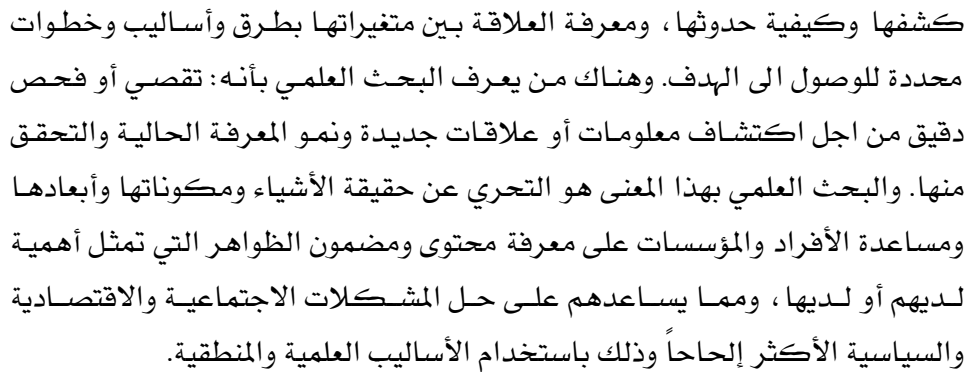 كشفها وكيفية حدوثها، ومعرفة العلاقة بين متغيراتها بطرق وأساليب وخطوات
محددة للوصول الى الهدف. وهناك من يعرف البحث العلمي بأنه: تقصي أو فحص
دقيق من اجل اكتشاف معلومات أو علاقات جديدة ونمو المعرفة الحالية والتحقق
منها. والبحث العلمي بهذا المعنى هو التحري عن حقيقة الأشياء ومكوناتها وأبعادها
ومساعدة الأفراد والمؤسسات على معرفة محتوى ومضمون الظواهر التي تمثل أهمية
لديهم أو لديها، ومما يساعدهم على حل المشكلات الاجتماعية والاقتصادية
والسياسية الأكثر إلحاحاً وذلك باستخدام الأساليب العلمية والمنطقية.